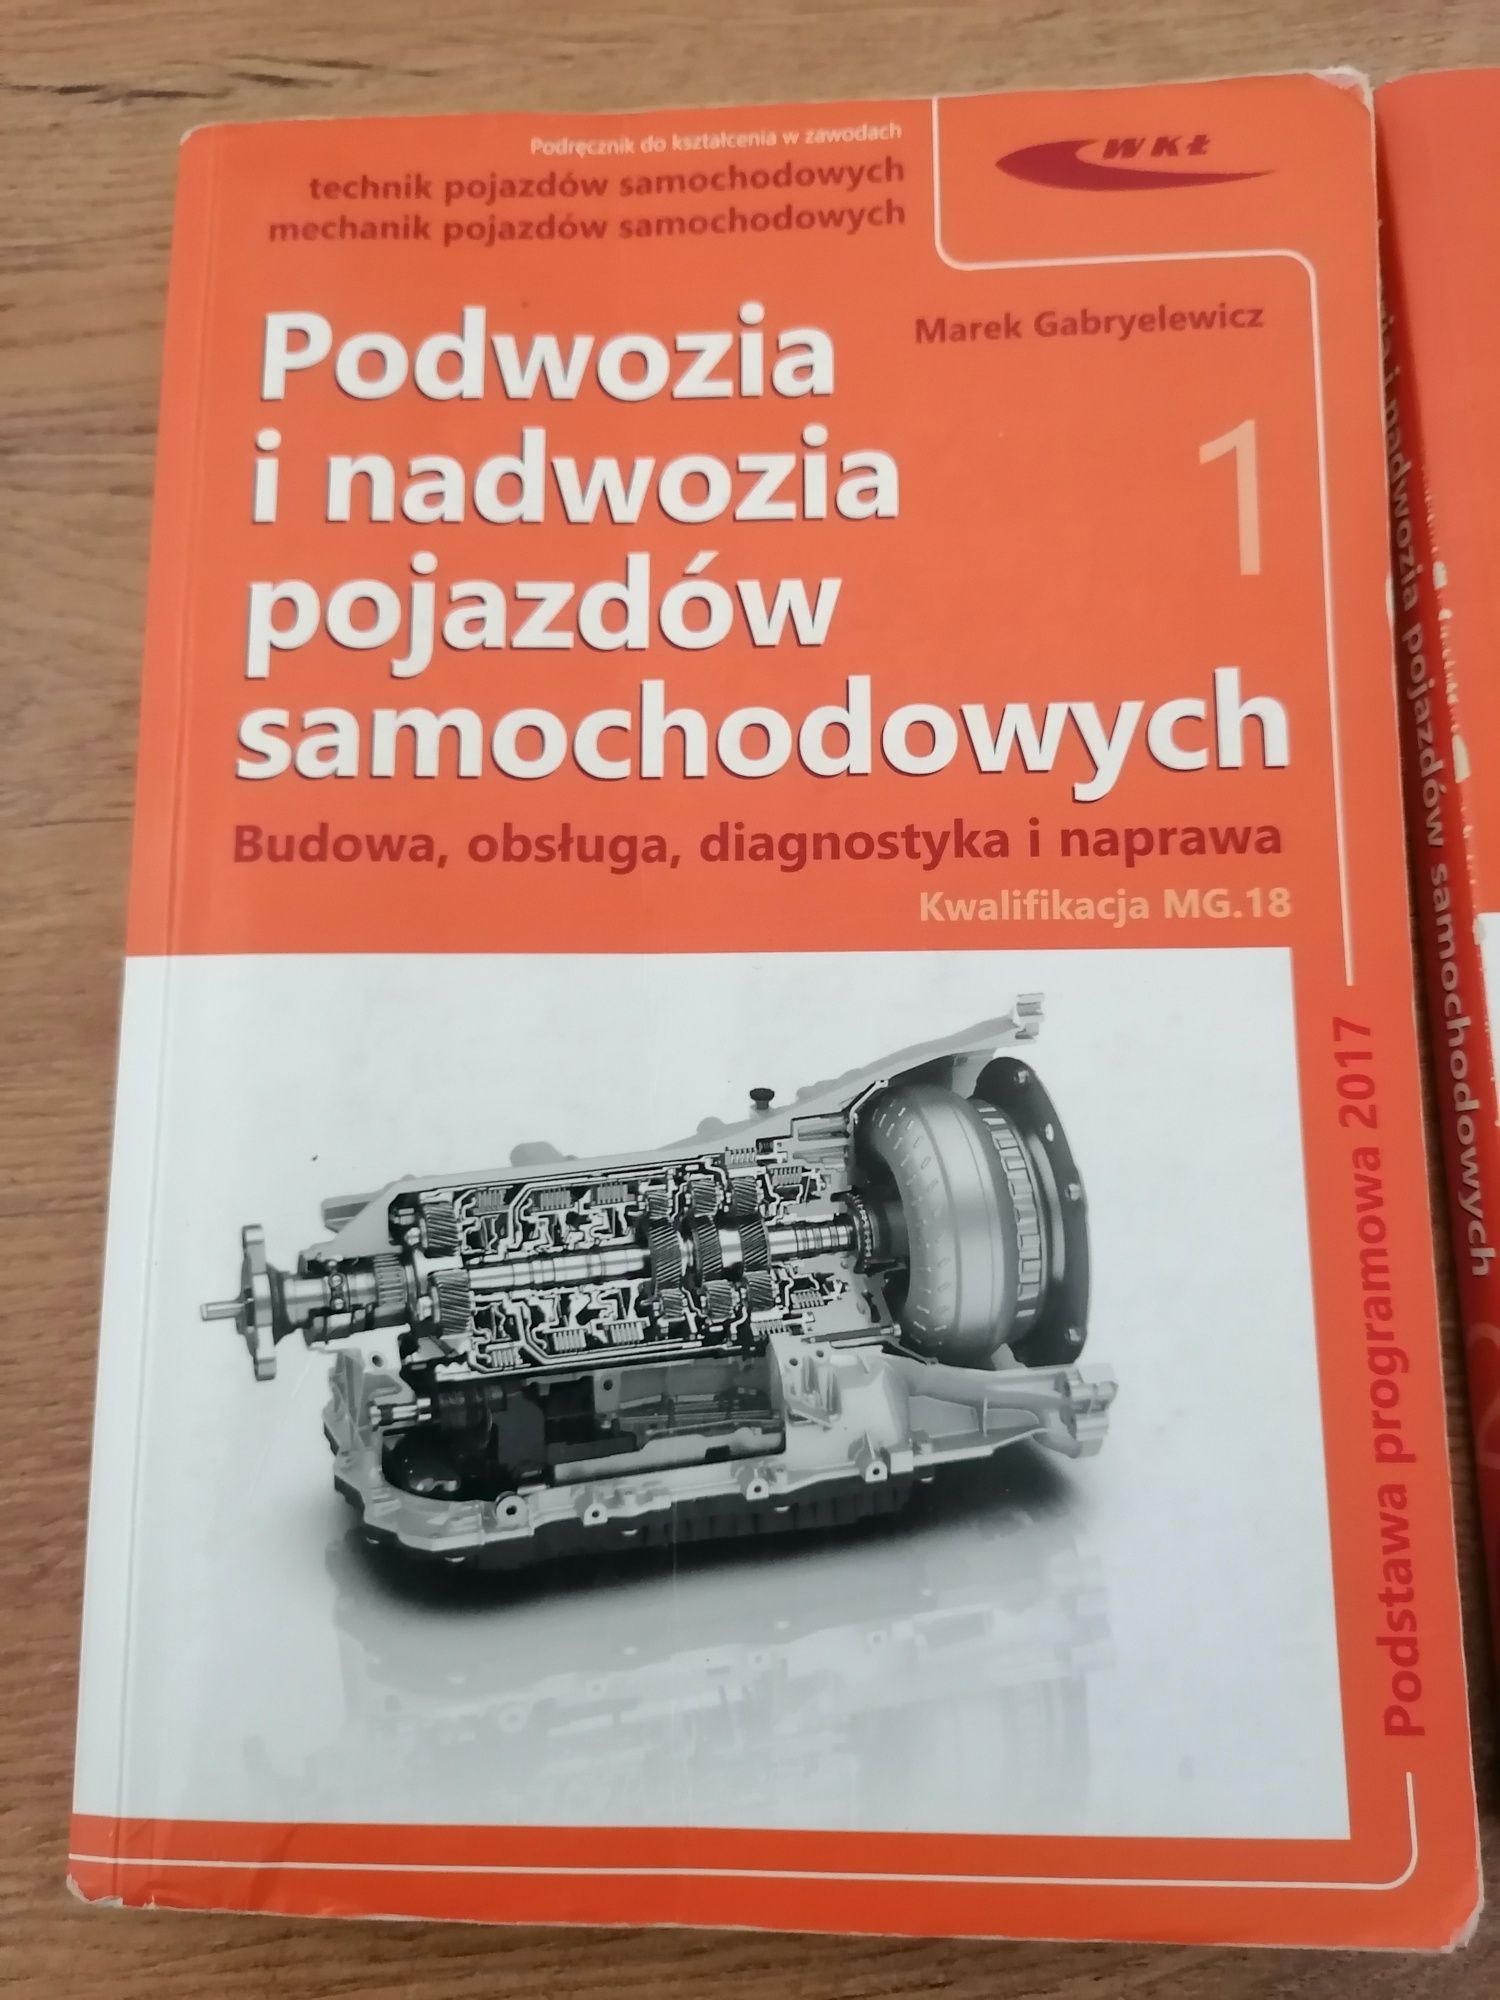 Podręcznik do kształcenia w zawodach
technik pojazdów samochodowych
mechanik pojazdów samochodowych
WKŁ
Marek Gabryelewicz
1
Podwozia
i nadwozia
pojazdów
samochodowych
Budowa, obsługa, diagnostyka i naprawa
Kwalifikacja MG.18
Podstawa programowa 2017
i nadwozia pojazdów samochodowych